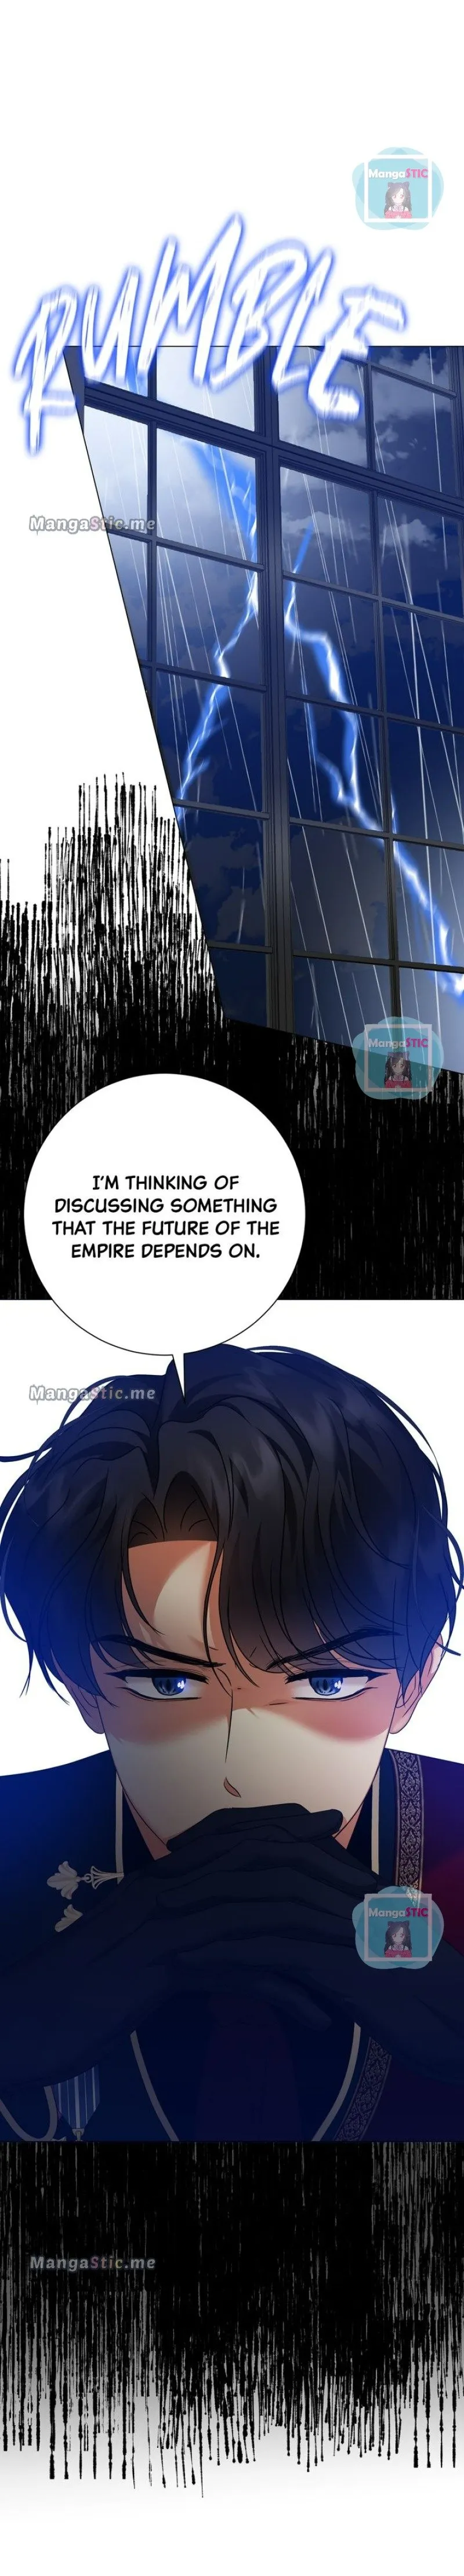 MangaSTIC
RUMBLE
MangaStic.me
MangaSTIC
I'M THINKING OF
DISCUSSING SOMETHING
THAT THE FUTURE OF THE
EMPIRE DEPENDS ON.
MangaStic.me
MangaSTIC
MangaStic.me